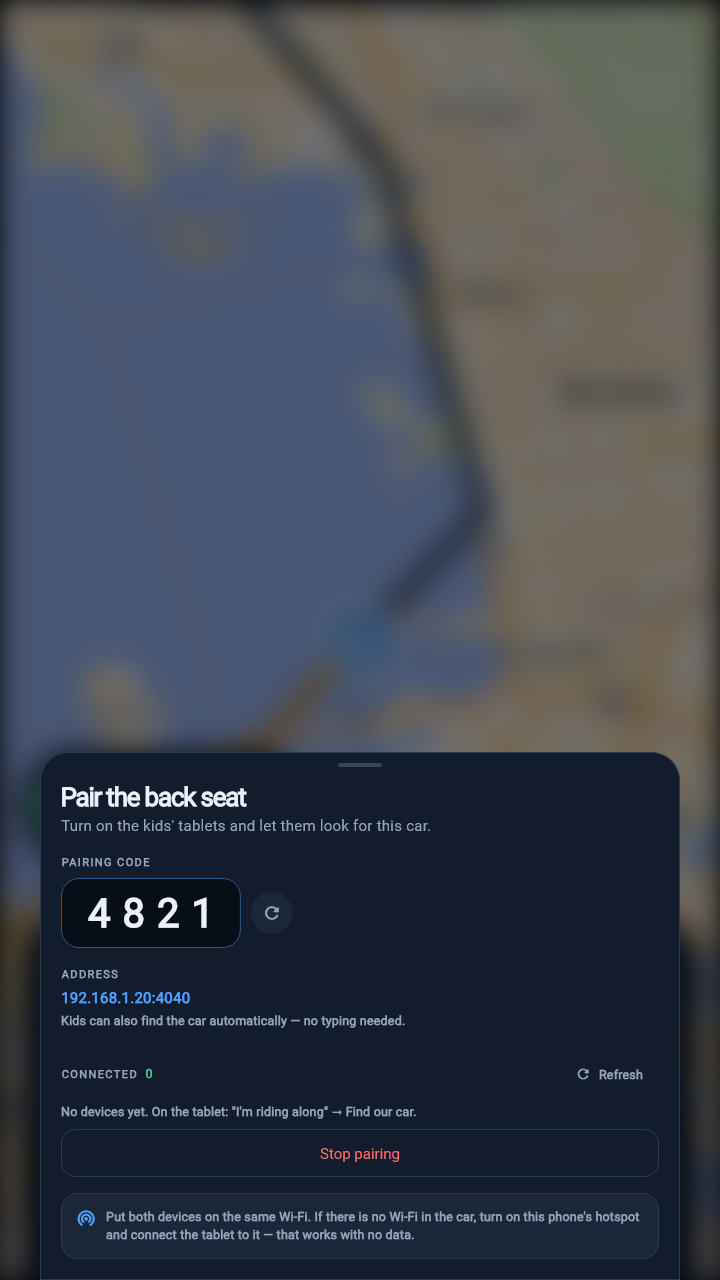 Pair the back seat
Turn on the kids' tablets and let them look for this car.
PAIRING CODE
4821
ADDRESS
192.168.1.20:4040
Kids can also find the car automatically — no typing needed.
CONNECTED 0
Refresh
No devices yet. On the tablet: "I'm riding along" → Find our car.
Stop pairing
Put both devices on the same Wi-Fi. If there is no Wi-Fi in the car, turn on this phone's hotspot
and connect the tablet to it — that works with no data.